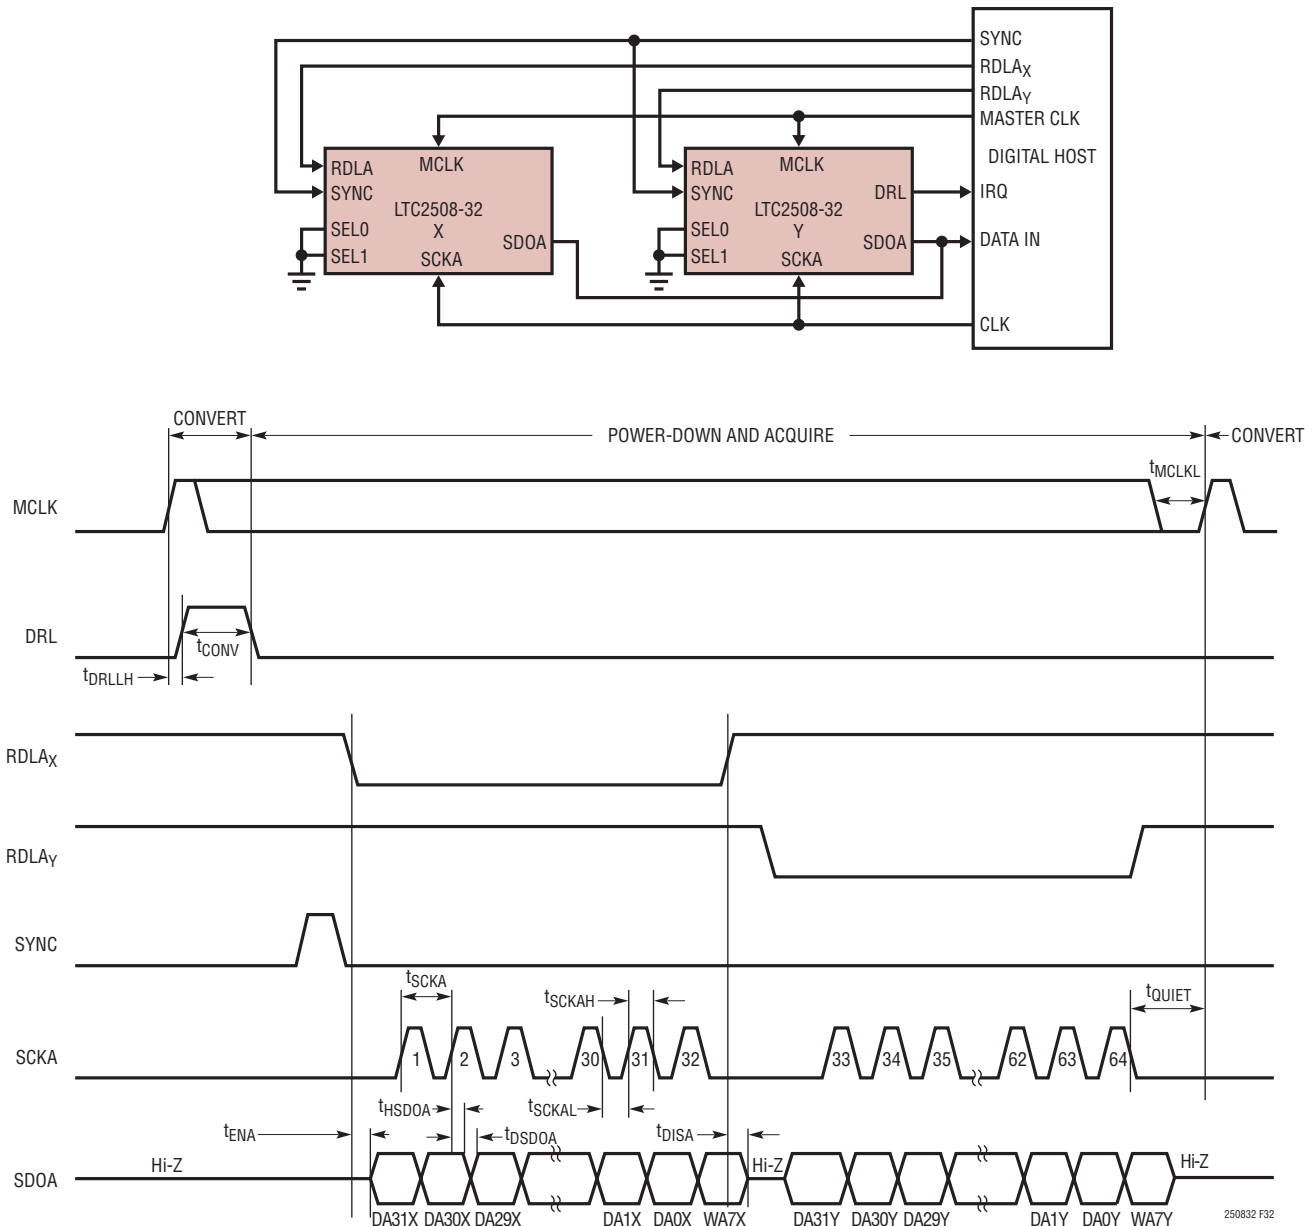 SYNC
RDLAX
RDLAY
MASTER CLK
DIGITAL HOST
IRQ
DATA IN
CLK
RDLA
MCLK
SYNC
LTC2508-32
X
SEL0
SEL1
SDOA
SCKA
RDLA
MCLK
SYNC
DRL
LTC2508-32
Y
SEL0
SEL1
SDOA
SCKA
CONVERT
POWER-DOWN AND ACQUIRE
CONVERT
tMCLKL
MCLK
DRL
tCONV
tDRLLH
RDLAX
RDLAY
SYNC
tSCKA
tSCKAH
tQUIET
SCKA
1 2 3 30 31 32 33 34 35 62 63 64
tHSDOA
tSCKAL
tENA
tDSDOA
tDISA
SDOA
Hi-Z
Hi-Z
Hi-Z
DA31X DA30X DA29X DA1X DA0X WA7X DA31Y DA30Y DA29Y DA1Y DA0Y WA7Y
250832 F32